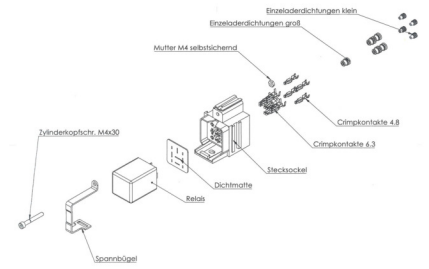 Einzeladerdichtungen klein
Einzeladerdichtungen groß
Mutter M4 selbstsichernd
Zylinderkopfschr. M4x30
Crimpkontakte 4.8
Crimpkontakte 6.3
Stecksockel
Dichtmatte
Relais
Spannbügel